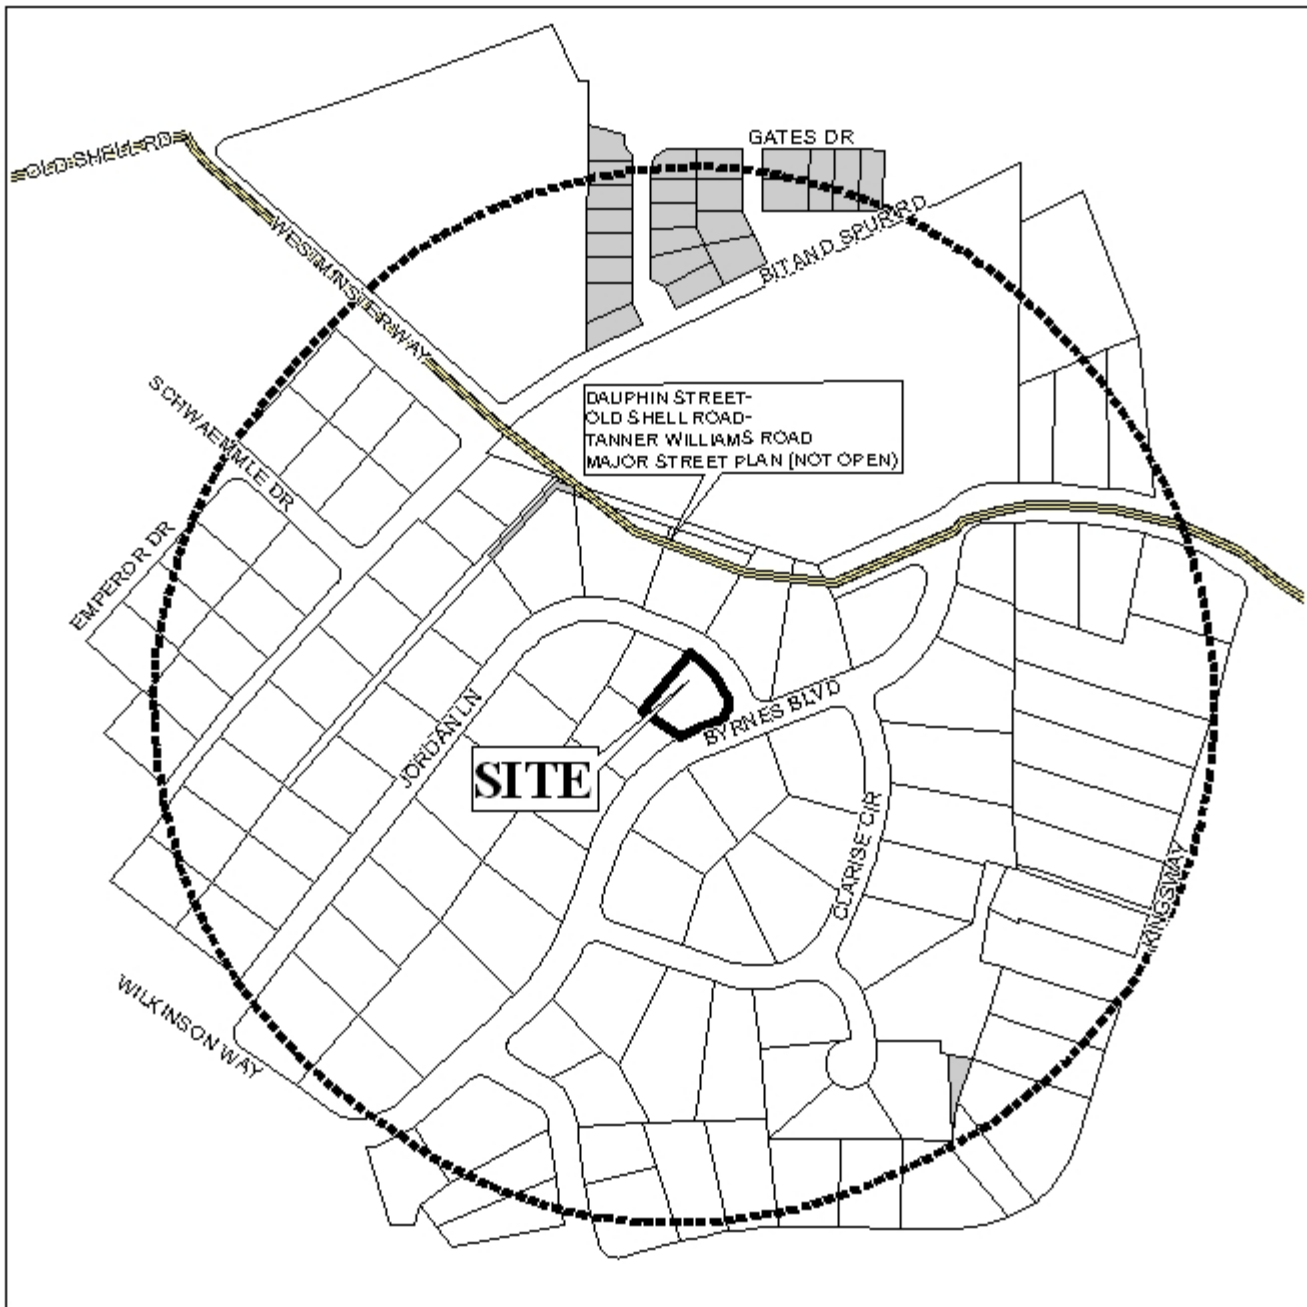 GATES DR
OLD SHELL RD
BIT AND SPUR RD
WESTMINSTER WAY
SCHWAEMMLE DR
DAUPHIN STREET-
OLD SHELL ROAD-
TANNER WILLIAMS ROAD
MAJOR STREET PLAN (NOT OPEN)
EMPEROR DR
JORDAN LN
BYRNES BLVD
SITE
CLARISE CIR
KINGSWAY
WILKINSON WAY